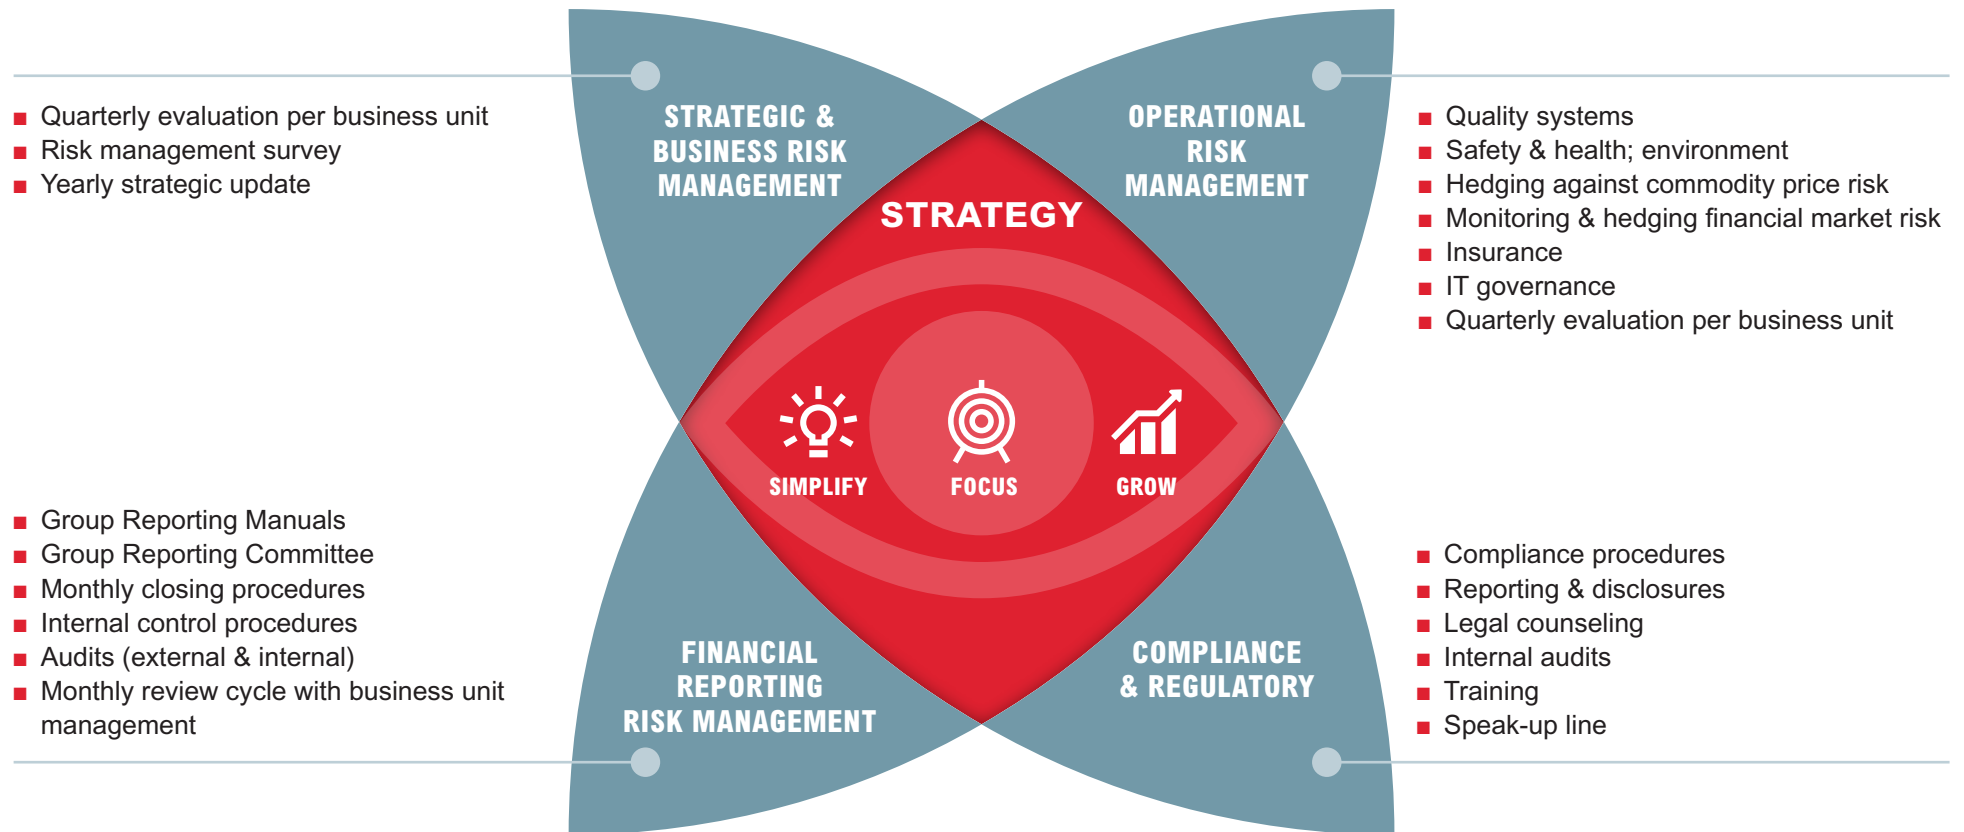 STRATEGIC &
BUSINESS RISK
MANAGEMENT
■ Quarterly evaluation per business unit
■ Risk management survey
■ Yearly strategic update
OPERATIONAL
RISK
MANAGEMENT
■ Quality systems
■ Safety & health; environment
■ Hedging against commodity price risk
■ Monitoring & hedging financial market risk
■ Insurance
■ IT governance
■ Quarterly evaluation per business unit
STRATEGY
SIMPLIFY
FOCUS
GROW
FINANCIAL
REPORTING
RISK MANAGEMENT
■ Group Reporting Manuals
■ Group Reporting Committee
■ Monthly closing procedures
■ Internal control procedures
■ Audits (external & internal)
■ Monthly review cycle with business unit
management
COMPLIANCE
& REGULATORY
■ Compliance procedures
■ Reporting & disclosures
■ Legal counseling
■ Internal audits
■ Training
■ Speak-up line